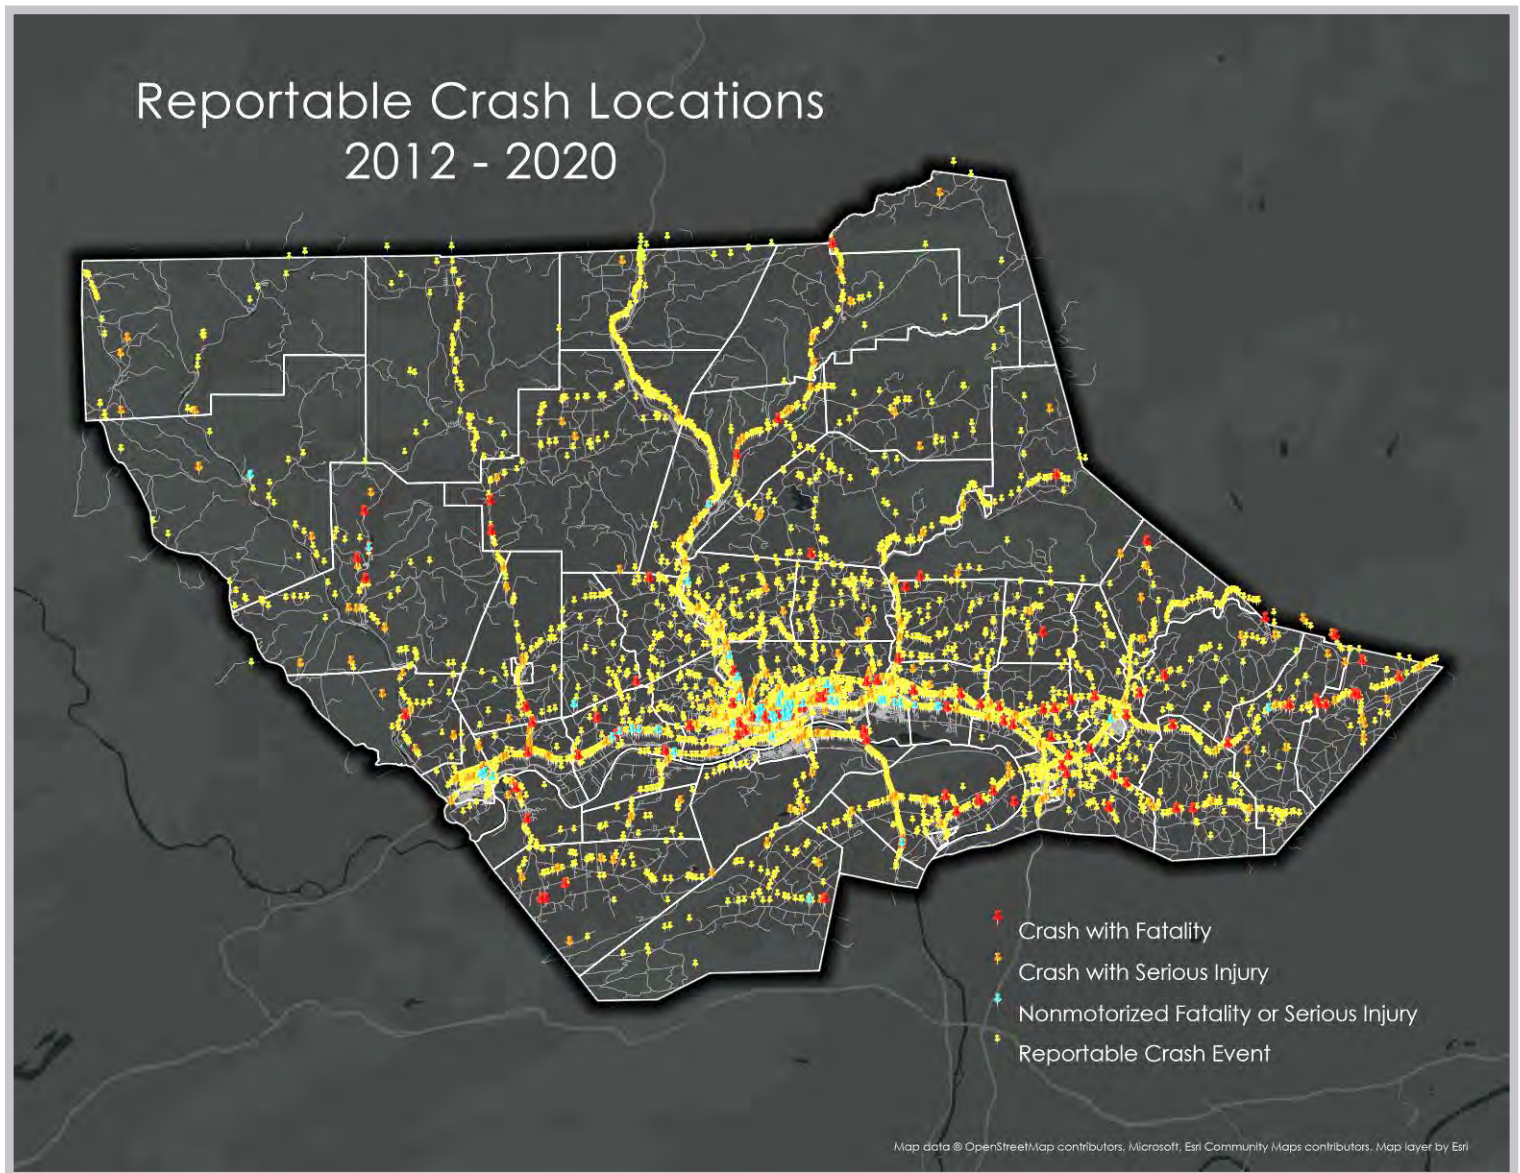 Reportable Crash Locations
2012 - 2020
Crash with Fatality
Crash with Serious Injury
Nonmotorized Fatality or Serious Injury
Reportable Crash Event
Map data © OpenStreetMap contributors, Microsoft, Esri Community Maps contributors, Map layer by Esri